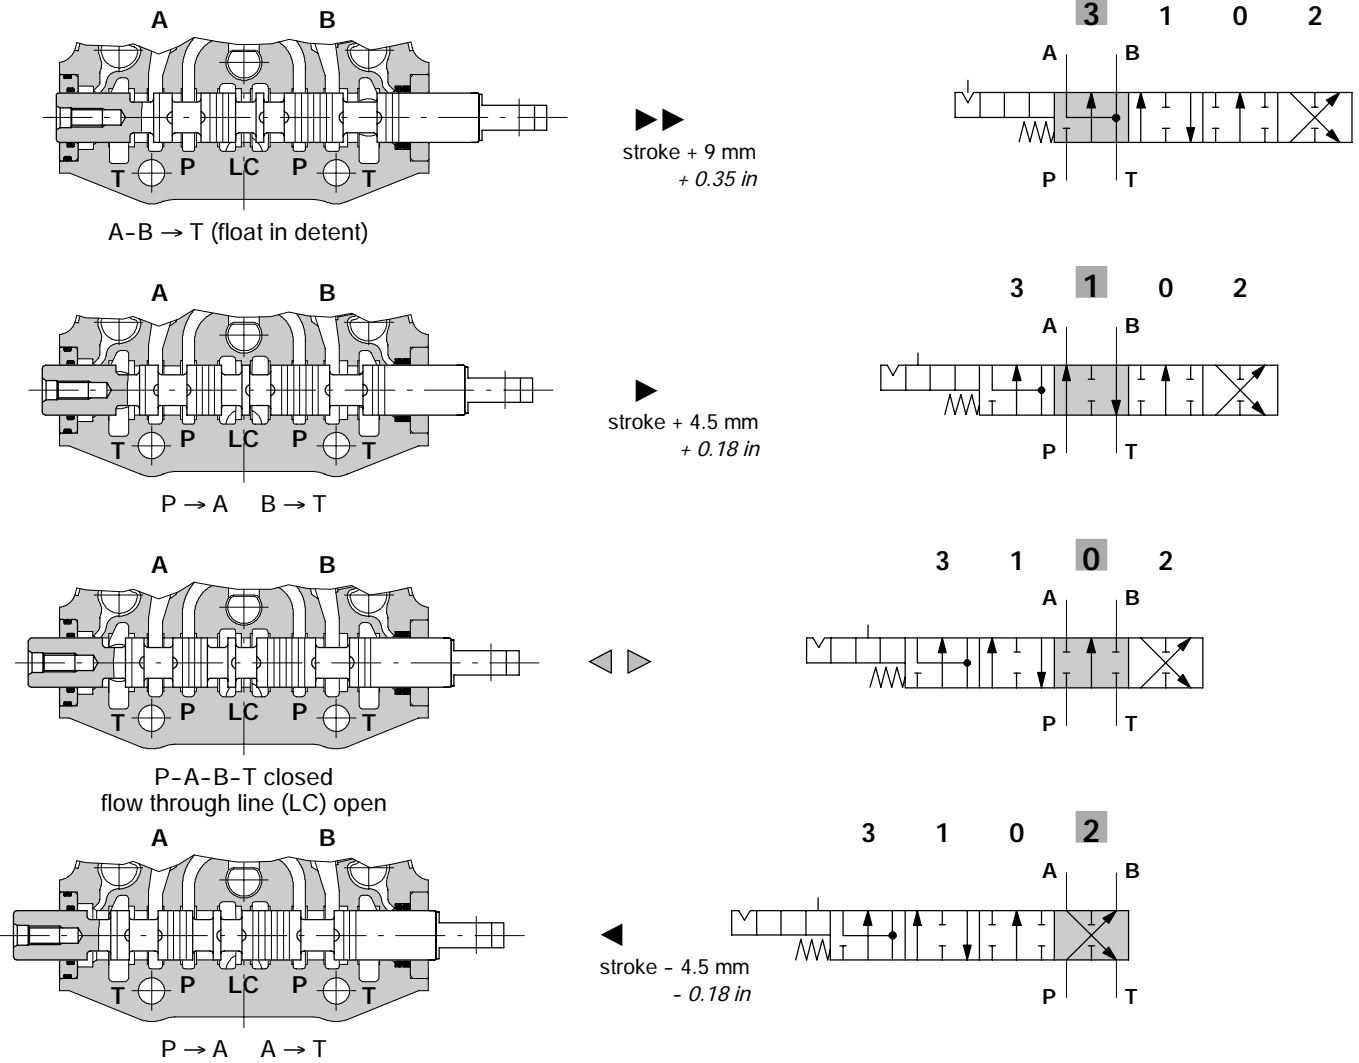 A B
3 1 0 2
A B
T P LC P T
stroke + 9 mm
+ 0.35 in
P T
A-B → T (float in detent)
A B
3 1 0 2
A B
T P LC P T
stroke + 4.5 mm
+ 0.18 in
P T
P → A B → T
A B
3 1 0 2
A B
T P LC P T
P T
P-A-B-T closed
flow through line (LC) open
A B
3 1 0 2
A B
T P LC P T
stroke - 4.5 mm
- 0.18 in
P T
P → A A → T